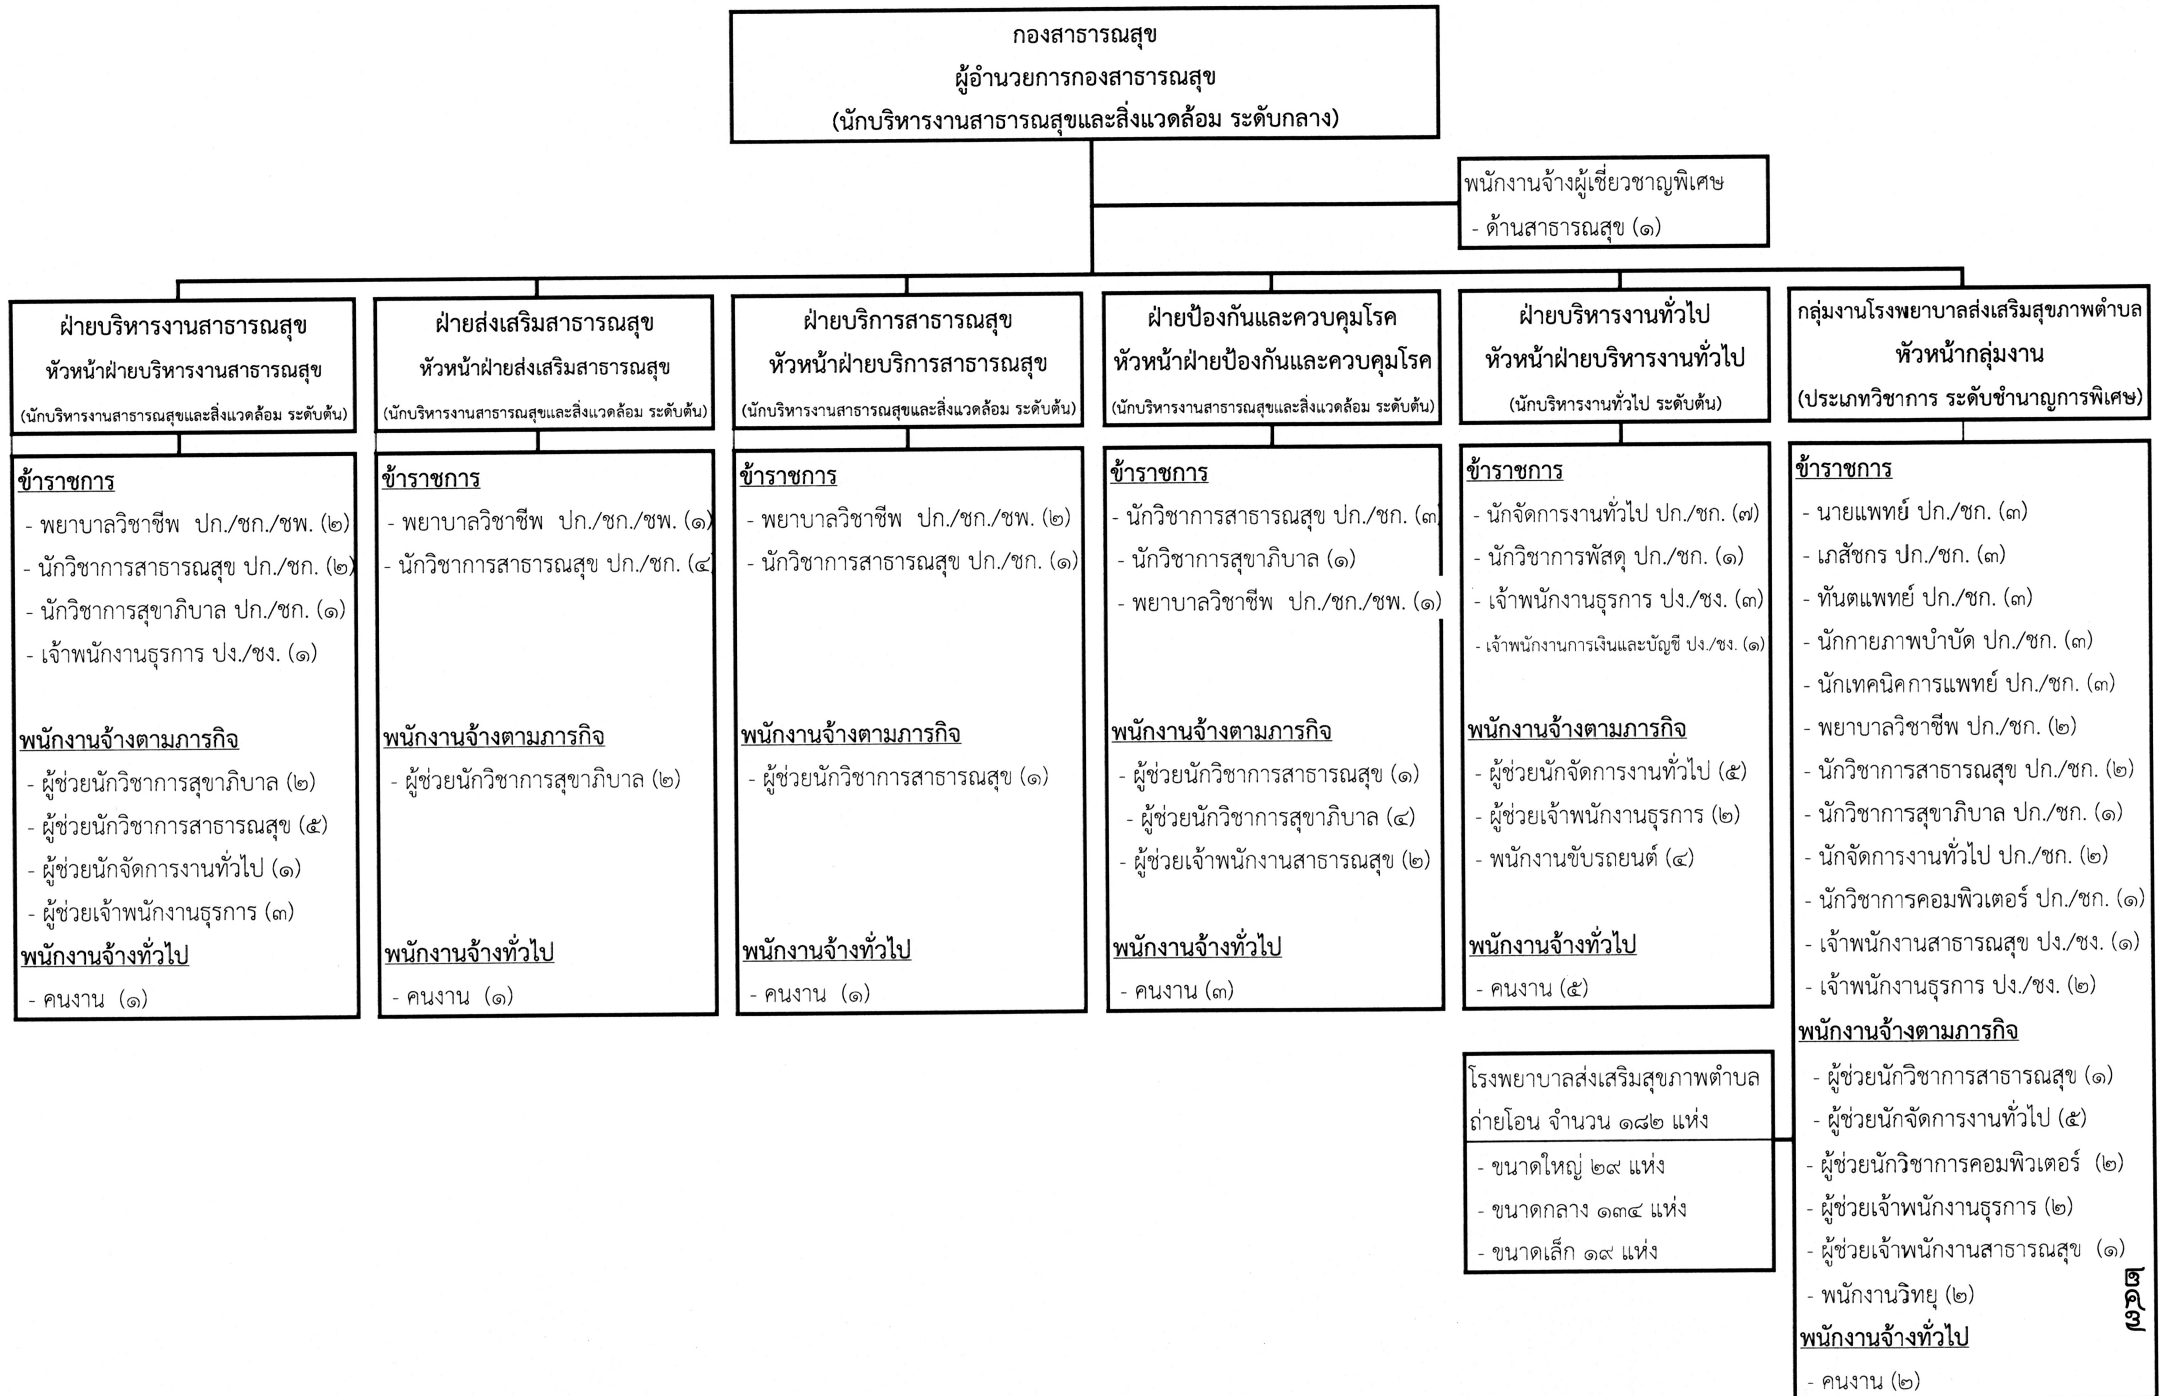 กองสาธารณสุข
ผู้อำนวยการกองสาธารณสุข
(นักบริหารงานสาธารณสุขและสิ่งแวดล้อม ระดับกลาง)
พนักงานจ้างผู้เชี่ยวชาญพิเศษ
- ด้านสาธารณสุข (๑)
ฝ่ายบริหารงานสาธารณสุข
หัวหน้าฝ่ายบริหารงานสาธารณสุข
(นักบริหารงานสาธารณสุขและสิ่งแวดล้อม ระดับต้น)
ข้าราชการ
- พยาบาลวิชาชีพ ปก./ชก./ชพ. (๒)
- นักวิชาการสาธารณสุข ปก./ชก. (๒)
- นักวิชาการสุขาภิบาล ปก./ชก. (๑)
- เจ้าพนักงานธุรการ ปง./ชง. (๑)
พนักงานจ้างตามภารกิจ
- ผู้ช่วยนักวิชาการสุขาภิบาล (๒)
- ผู้ช่วยนักวิชาการสาธารณสุข (๕)
- ผู้ช่วยนักจัดการงานทั่วไป (๑)
- ผู้ช่วยเจ้าพนักงานธุรการ (๓)
พนักงานจ้างทั่วไป
- คนงาน (๑)
ฝ่ายส่งเสริมสาธารณสุข
หัวหน้าฝ่ายส่งเสริมสาธารณสุข
(นักบริหารงานสาธารณสุขและสิ่งแวดล้อม ระดับต้น)
ข้าราชการ
- พยาบาลวิชาชีพ ปก./ชก./ชพ. (๑)
- นักวิชาการสาธารณสุข ปก./ชก. (๔)
พนักงานจ้างตามภารกิจ
- ผู้ช่วยนักวิชาการสุขาภิบาล (๒)
พนักงานจ้างทั่วไป
- คนงาน (๑)
ฝ่ายบริการสาธารณสุข
หัวหน้าฝ่ายบริการสาธารณสุข
(นักบริหารงานสาธารณสุขและสิ่งแวดล้อม ระดับต้น)
ข้าราชการ
- พยาบาลวิชาชีพ ปก./ชก./ชพ. (๒)
- นักวิชาการสาธารณสุข ปก./ชก. (๑)
พนักงานจ้างตามภารกิจ
- ผู้ช่วยนักวิชาการสาธารณสุข (๑)
พนักงานจ้างทั่วไป
- คนงาน (๑)
ฝ่ายป้องกันและควบคุมโรค
หัวหน้าฝ่ายป้องกันและควบคุมโรค
(นักบริหารงานสาธารณสุขและสิ่งแวดล้อม ระดับต้น)
ข้าราชการ
- นักวิชาการสาธารณสุข ปก./ชก. (๓)
- นักวิชาการสุขาภิบาล (๑)
- พยาบาลวิชาชีพ ปก./ชก./ชพ. (๑)
พนักงานจ้างตามภารกิจ
- ผู้ช่วยนักวิชาการสาธารณสุข (๑)
- ผู้ช่วยนักวิชาการสุขาภิบาล (๔)
- ผู้ช่วยเจ้าพนักงานสาธารณสุข (๒)
พนักงานจ้างทั่วไป
- คนงาน (๓)
ฝ่ายบริหารงานทั่วไป
หัวหน้าฝ่ายบริหารงานทั่วไป
(นักบริหารงานทั่วไป ระดับต้น)
ข้าราชการ
- นักจัดการงานทั่วไป ปก./ชก. (๗)
- นักวิชาการพัสดุ ปก./ชก. (๑)
- เจ้าพนักงานธุรการ ปง./ชง. (๓)
- เจ้าพนักงานการเงินและบัญชี ปง./ชง. (๑)
พนักงานจ้างตามภารกิจ
- ผู้ช่วยนักจัดการงานทั่วไป (๕)
- ผู้ช่วยเจ้าพนักงานธุรการ (๒)
- พนักงานขับรถยนต์ (๔)
พนักงานจ้างทั่วไป
- คนงาน (๕)
กลุ่มงานโรงพยาบาลส่งเสริมสุขภาพตำบล
หัวหน้ากลุ่มงาน
(ประเภทวิชาการ ระดับชำนาญการพิเศษ)
ข้าราชการ
- นายแพทย์ ปก./ชก. (๓)
- เภสัชกร ปก./ชก. (๓)
- ทันตแพทย์ ปก./ชก. (๓)
- นักกายภาพบำบัด ปก./ชก. (๓)
- นักเทคนิคการแพทย์ ปก./ชก. (๓)
- พยาบาลวิชาชีพ ปก./ชก. (๒)
- นักวิชาการสาธารณสุข ปก./ชก. (๒)
- นักวิชาการสุขาภิบาล ปก./ชก. (๑)
- นักจัดการงานทั่วไป ปก./ชก. (๒)
- นักวิชาการคอมพิวเตอร์ ปก./ชก. (๑)
- เจ้าพนักงานสาธารณสุข ปง./ชง. (๑)
- เจ้าพนักงานธุรการ ปง./ชง. (๒)
พนักงานจ้างตามภารกิจ
- ผู้ช่วยนักวิชาการสาธารณสุข (๑)
- ผู้ช่วยนักจัดการงานทั่วไป (๕)
- ผู้ช่วยนักวิชาการคอมพิวเตอร์ (๒)
- ผู้ช่วยเจ้าพนักงานธุรการ (๒)
- ผู้ช่วยเจ้าพนักงานสาธารณสุข (๑)
- พนักงานวิทยุ (๒)
พนักงานจ้างทั่วไป
- คนงาน (๒)
โรงพยาบาลส่งเสริมสุขภาพตำบล
ถ่ายโอน จำนวน ๑๘๒ แห่ง
- ขนาดใหญ่ ๒๙ แห่ง
- ขนาดกลาง ๑๓๔ แห่ง
- ขนาดเล็ก ๑๙ แห่ง
๒๔๗